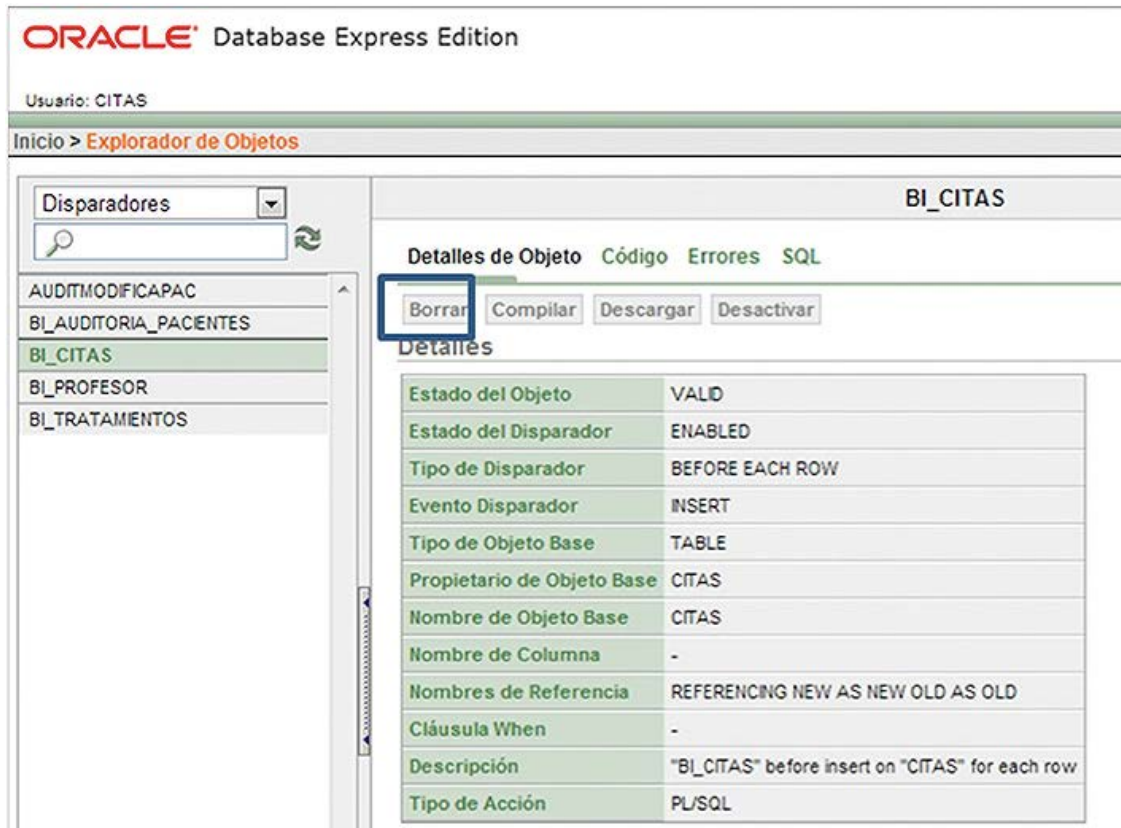 ORACLE Database Express Edition
Usuario: CITAS
Inicio > Explorador de Objetos
Disparadores
AUDITMODIFICAPAC
BI_AUDITORIA_PACIENTES
BI_CITAS
BI_PROFESOR
BI_TRATAMIENTOS
BI_CITAS
Detalles de Objeto Código Errores SQL
Borrar Compilar Descargar Desactivar
Detalles
Estado del Objeto VALID
Estado del Disparador ENABLED
Tipo de Disparador BEFORE EACH ROW
Evento Disparador INSERT
Tipo de Objeto Base TABLE
Propietario de Objeto Base CITAS
Nombre de Objeto Base CITAS
Nombre de Columna -
Nombres de Referencia REFERENCING NEW AS NEW OLD AS OLD
Cláusula When -
Descripción "BI_CITAS" before insert on "CITAS" for each row
Tipo de Acción PL/SQL